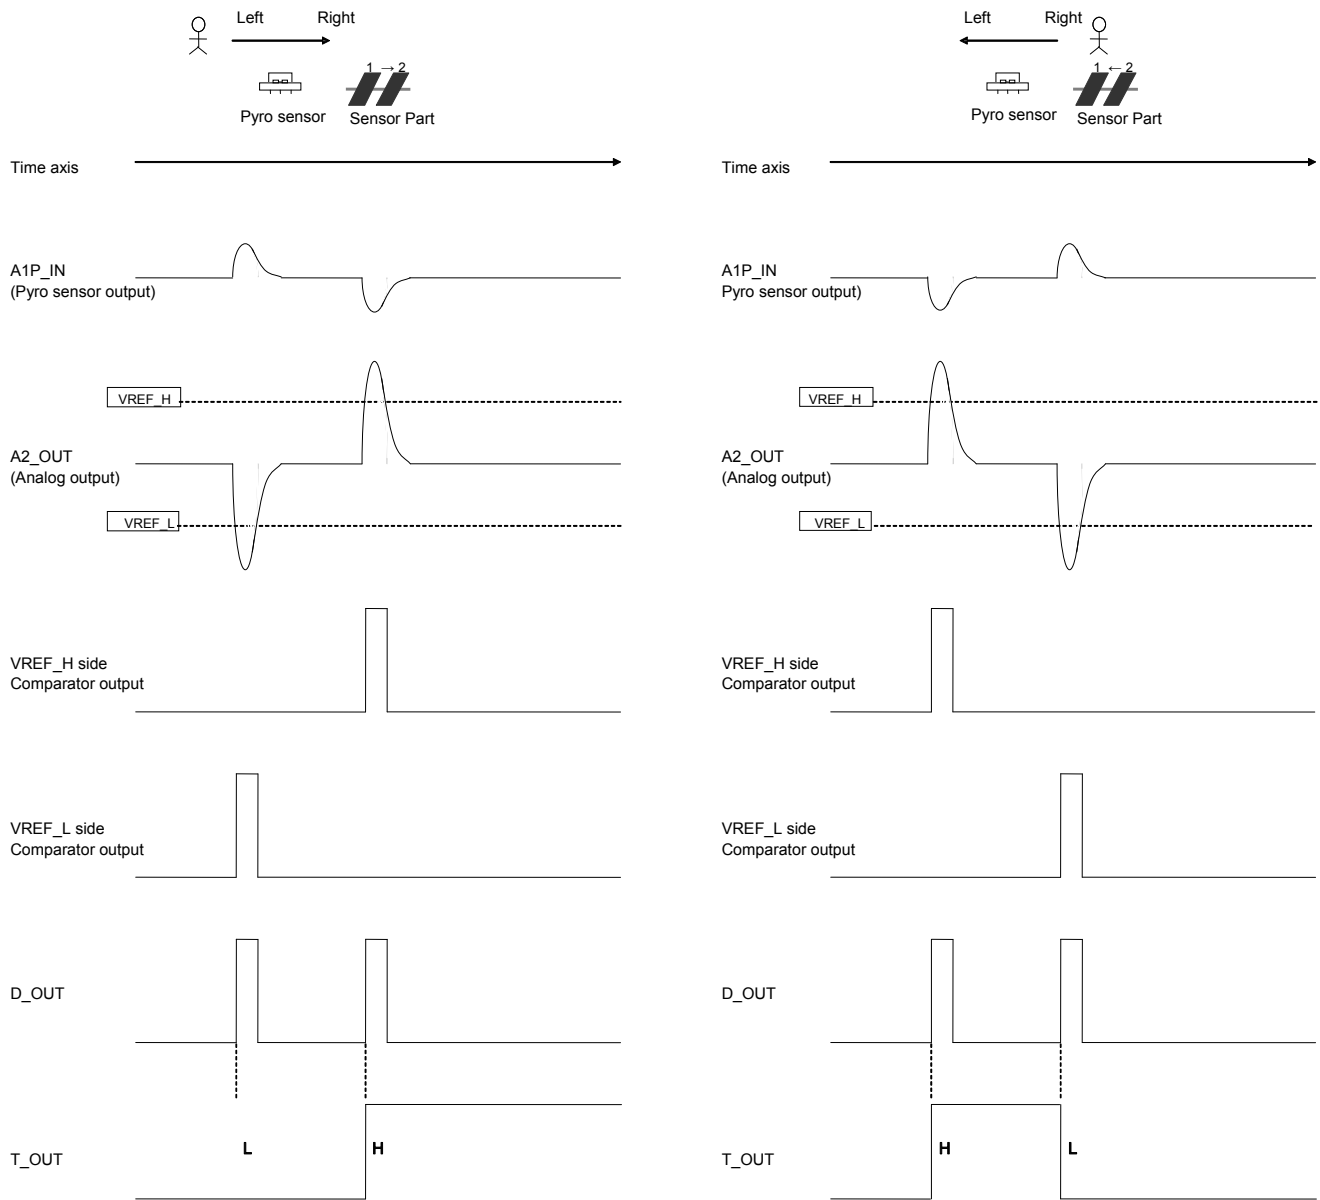 Left Right
1 → 2
Pyro sensor Sensor Part
Time axis
A1P_IN
(Pyro sensor output)
VREF_H
A2_OUT
(Analog output)
VREF_L
VREF_H side
Comparator output
VREF_L side
Comparator output
D_OUT
L H
T_OUT
Left Right
1 ← 2
Pyro sensor Sensor Part
Time axis
A1P_IN
Pyro sensor output)
VREF_H
A2_OUT
(Analog output)
VREF_L
VREF_H side
Comparator output
VREF_L side
Comparator output
D_OUT
H L
T_OUT